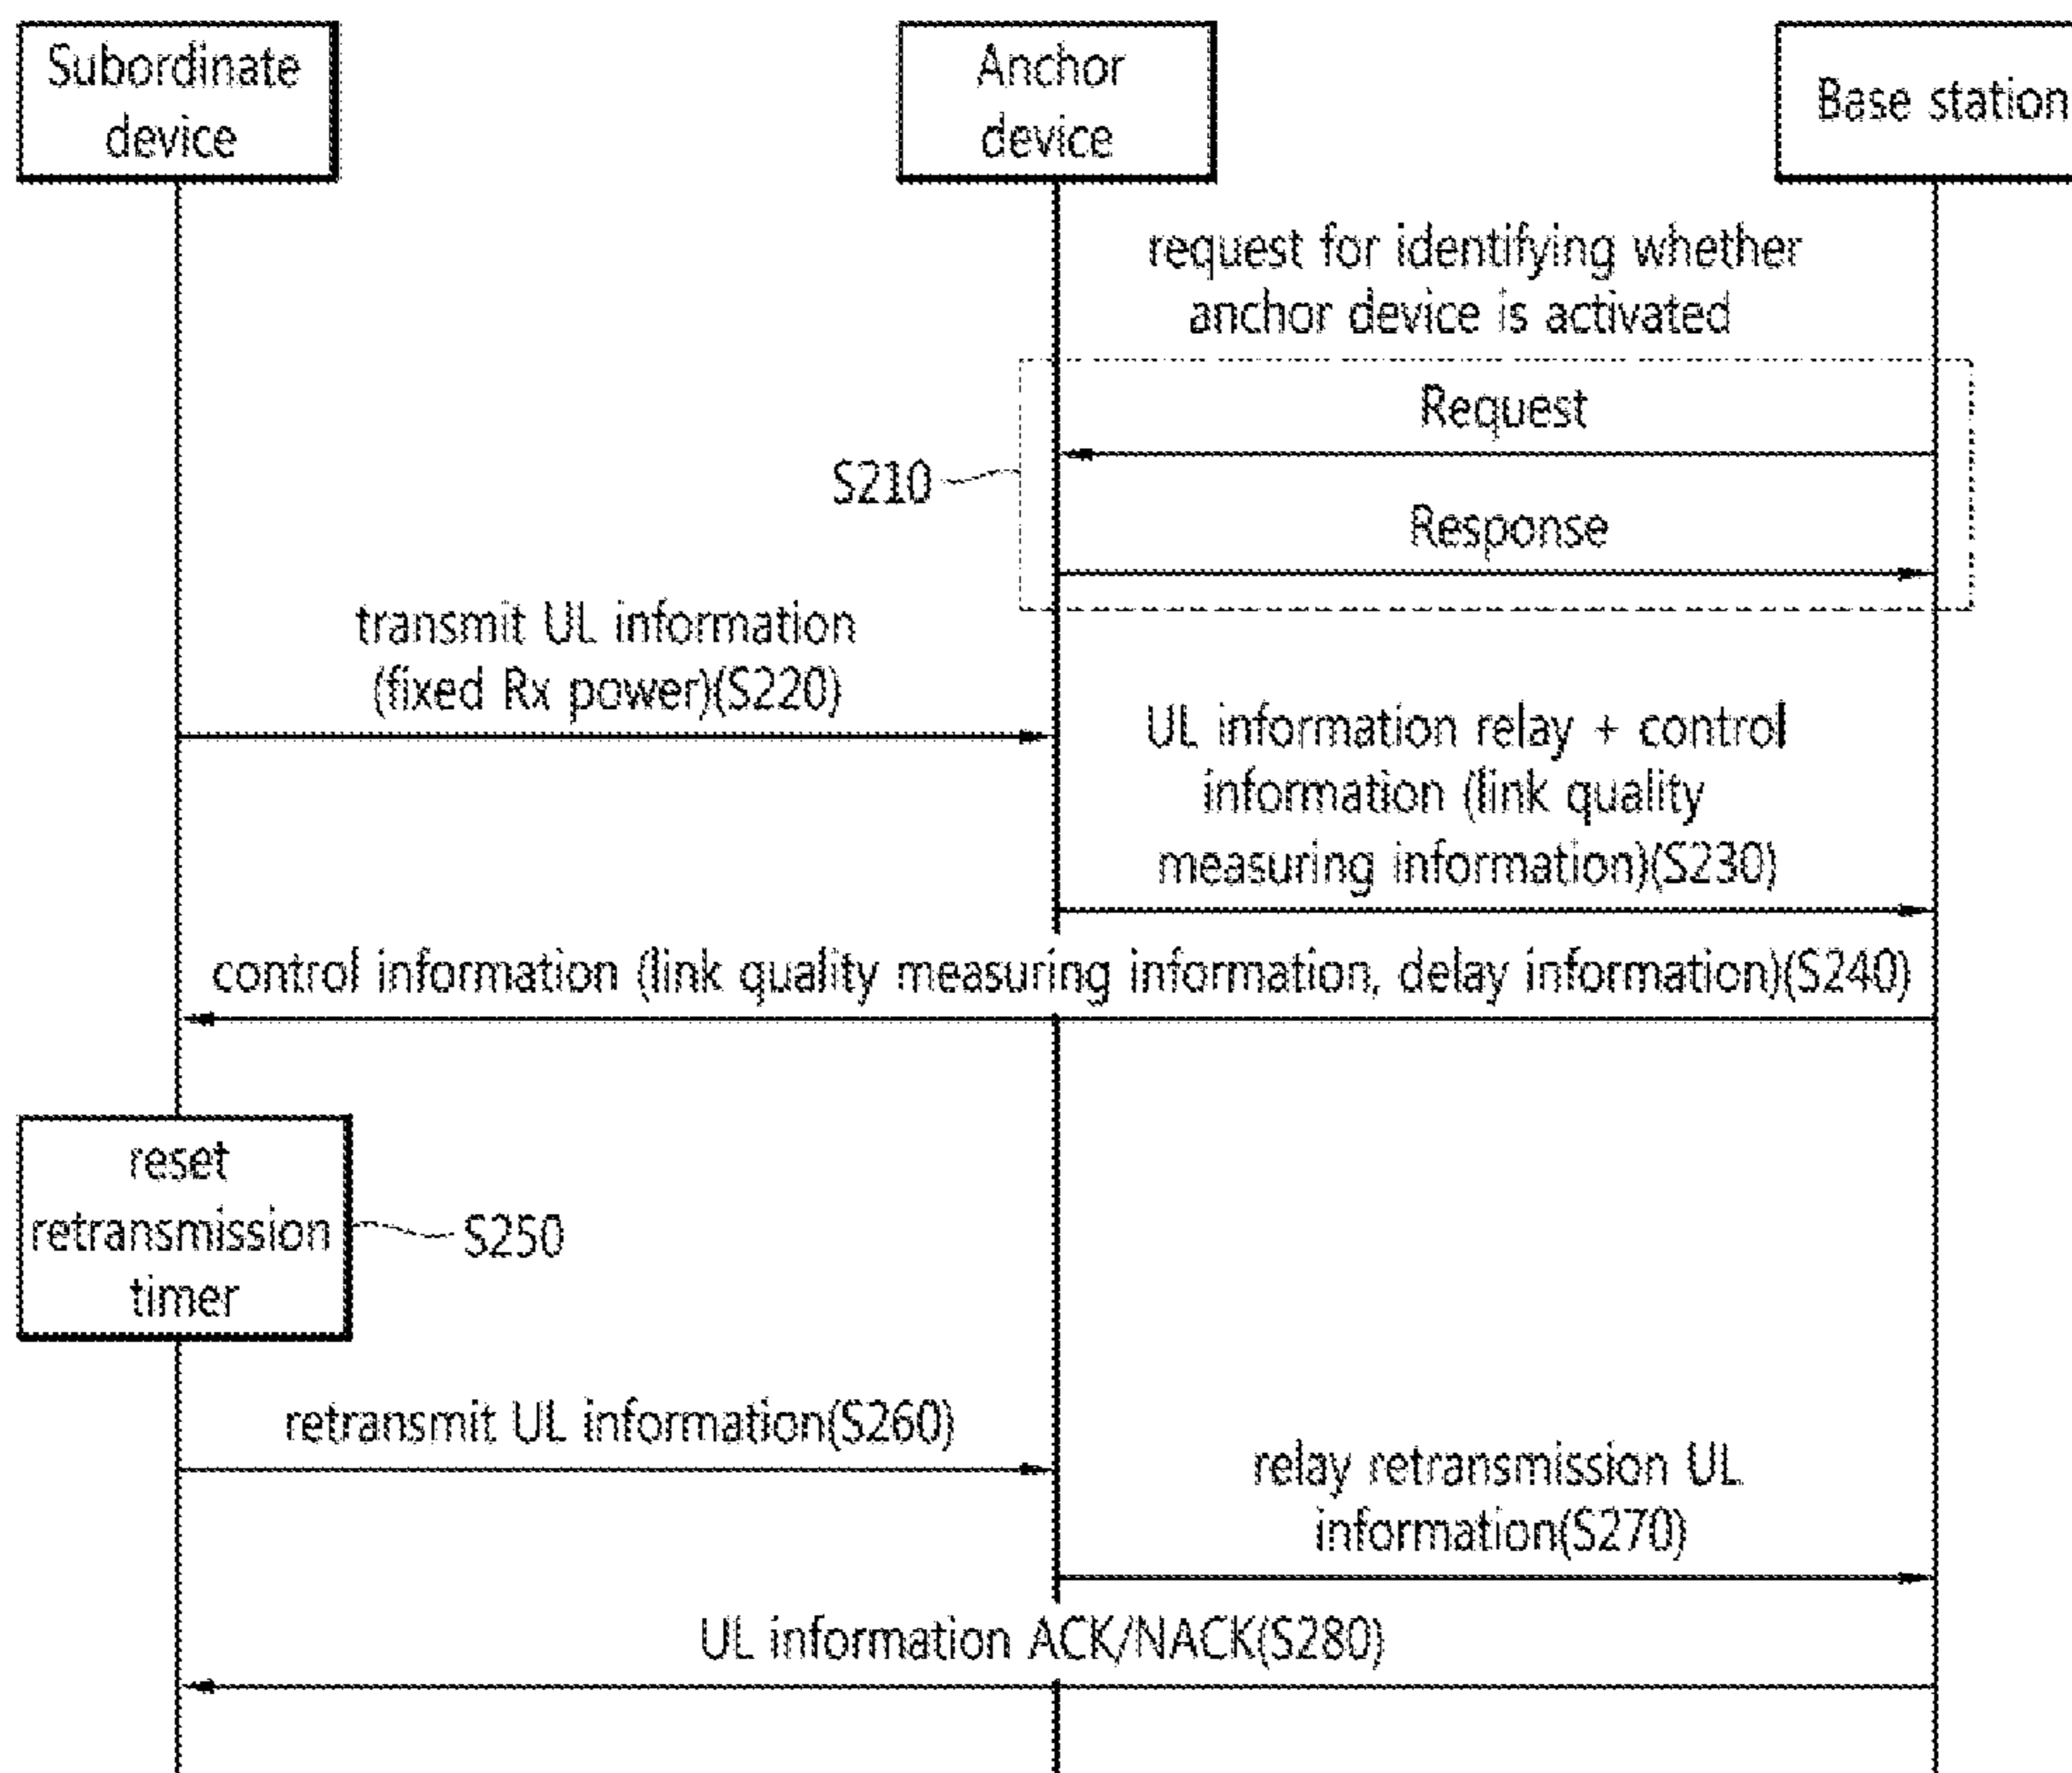 Subordinate
device
Anchor
device
Base station
request for identifying whether
anchor device is activated
Request
S210
Response
transmit UL information
(fixed Rx power)(S220)
UL information relay + control
information (link quality
measuring information)(S230)
control information (link quality measuring information, delay information)(S240)
reset
retransmission
timer
S250
retransmit UL information(S260)
relay retransmission UL
information(S270)
UL information ACK/NACK(S280)